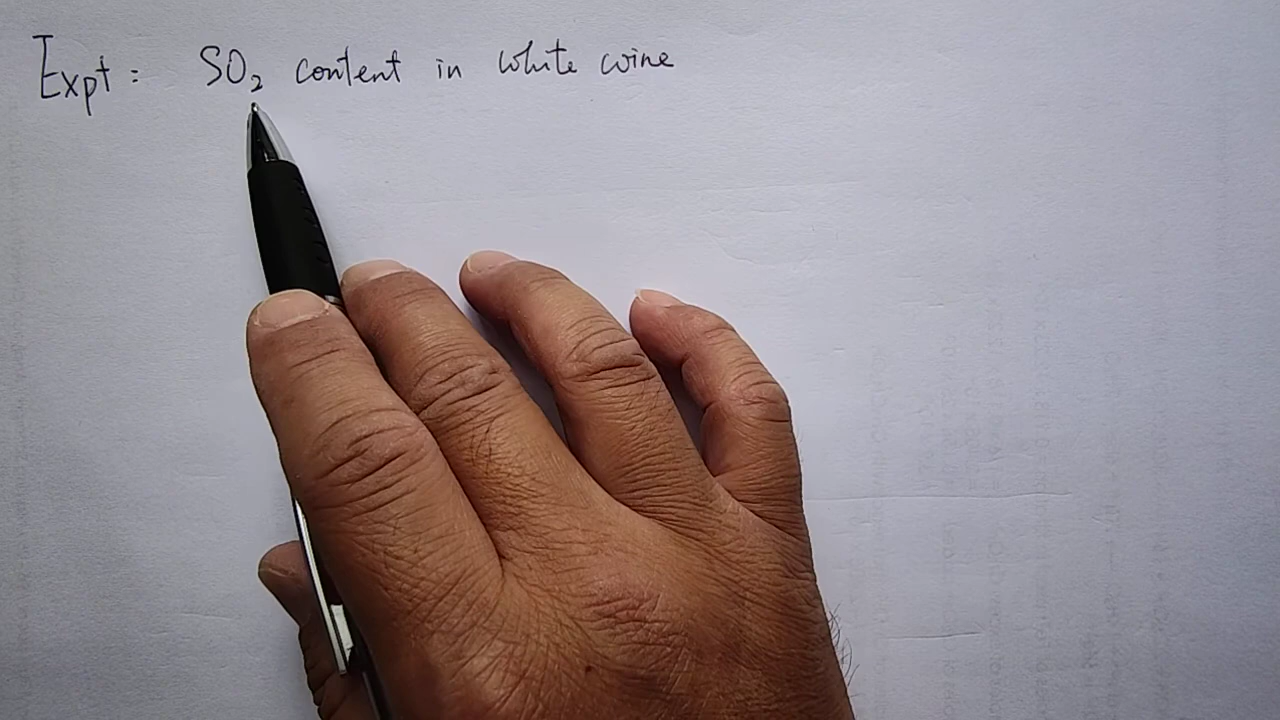 Expt: SO₂ content in white wine